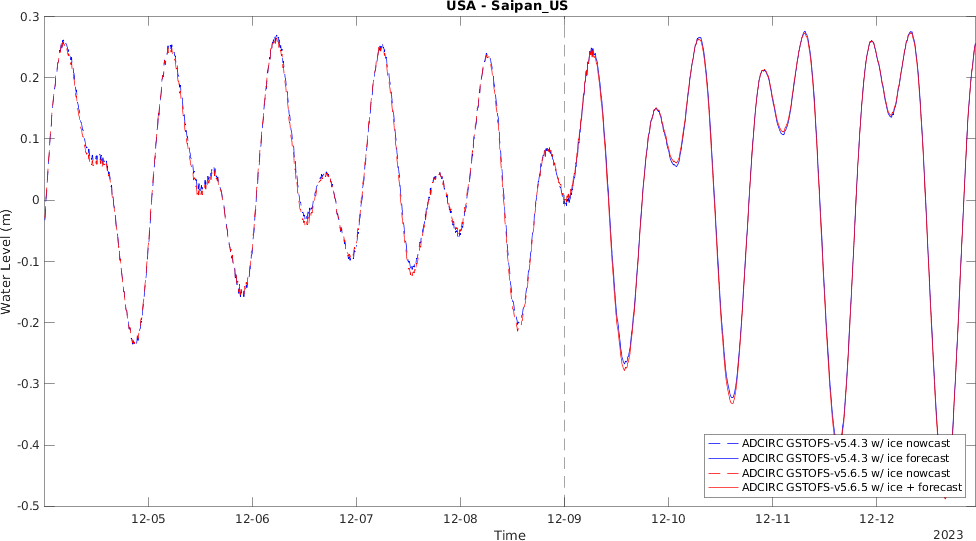 USA - Saipan_US
0.3
0.2
0.1
0
-0.1
-0.2
-0.3
-0.4
-0.5
Water Level (m)
ADCIRC GSTOFS-v5.4.3 w/ ice nowcast
ADCIRC GSTOFS-v5.4.3 w/ ice forecast
ADCIRC GSTOFS-v5.6.5 w/ ice nowcast
ADCIRC GSTOFS-v5.6.5 w/ ice + forecast
12-05 12-06 12-07 12-08 12-09 12-10 12-11 12-12
Time
2023